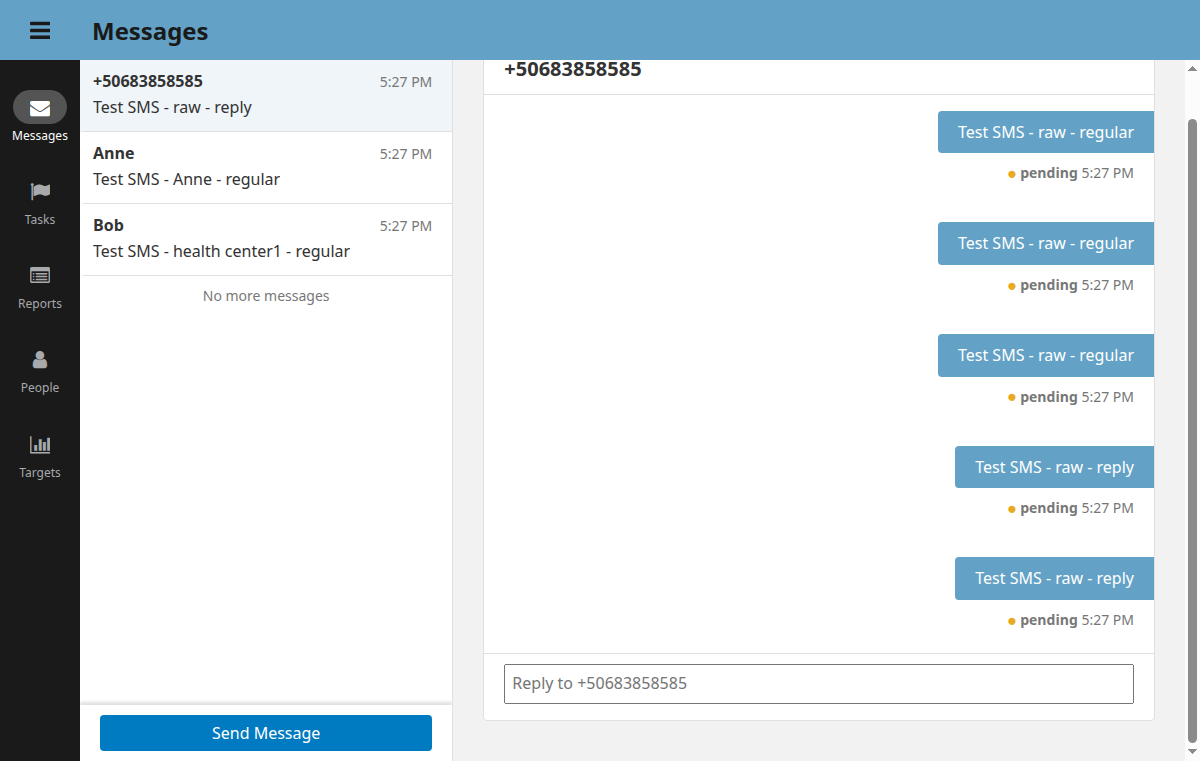 Messages
Messages
Tasks
Reports
People
Targets
+50683858585 5:27 PM
Test SMS - raw - reply
Anne 5:27 PM
Test SMS - Anne - regular
Bob 5:27 PM
Test SMS - health center1 - regular
No more messages
Send Message
+50683858585
Test SMS - raw - regular
pending 5:27 PM
Test SMS - raw - regular
pending 5:27 PM
Test SMS - raw - regular
pending 5:27 PM
Test SMS - raw - reply
pending 5:27 PM
Test SMS - raw - reply
pending 5:27 PM
Reply to +50683858585